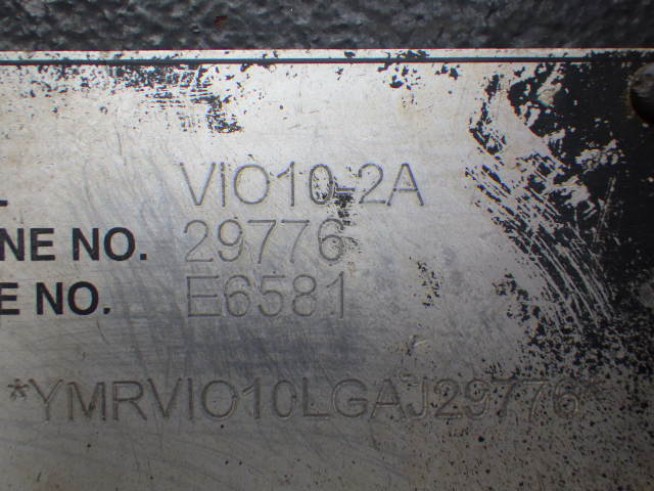 L VIO10-2A
NE NO. 29776
E NO. E6581
*YMRVIO10LGAJ29776*